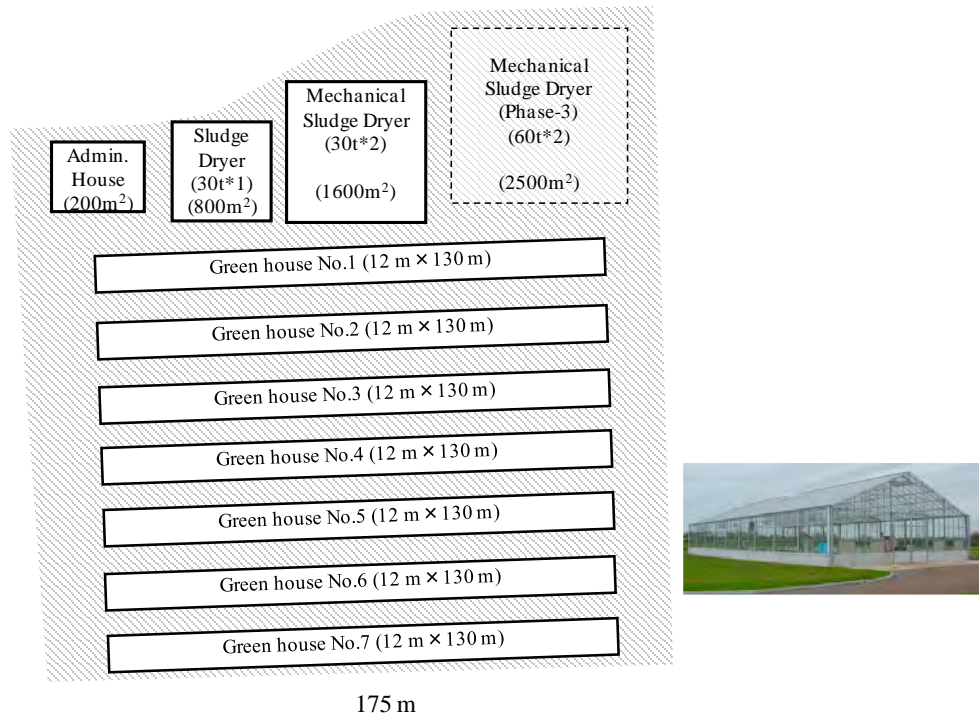 Admin.
House
(200m²)
Sludge
Dryer
(30t*1)
(800m²)
Mechanical
Sludge Dryer
(30t*2)
(1600m²)
Mechanical
Sludge Dryer
(Phase-3)
(60t*2)
(2500m²)
Green house No.1 (12 m × 130 m)
Green house No.2 (12 m × 130 m)
Green house No.3 (12 m × 130 m)
Green house No.4 (12 m × 130 m)
Green house No.5 (12 m × 130 m)
Green house No.6 (12 m × 130 m)
Green house No.7 (12 m × 130 m)
175 m